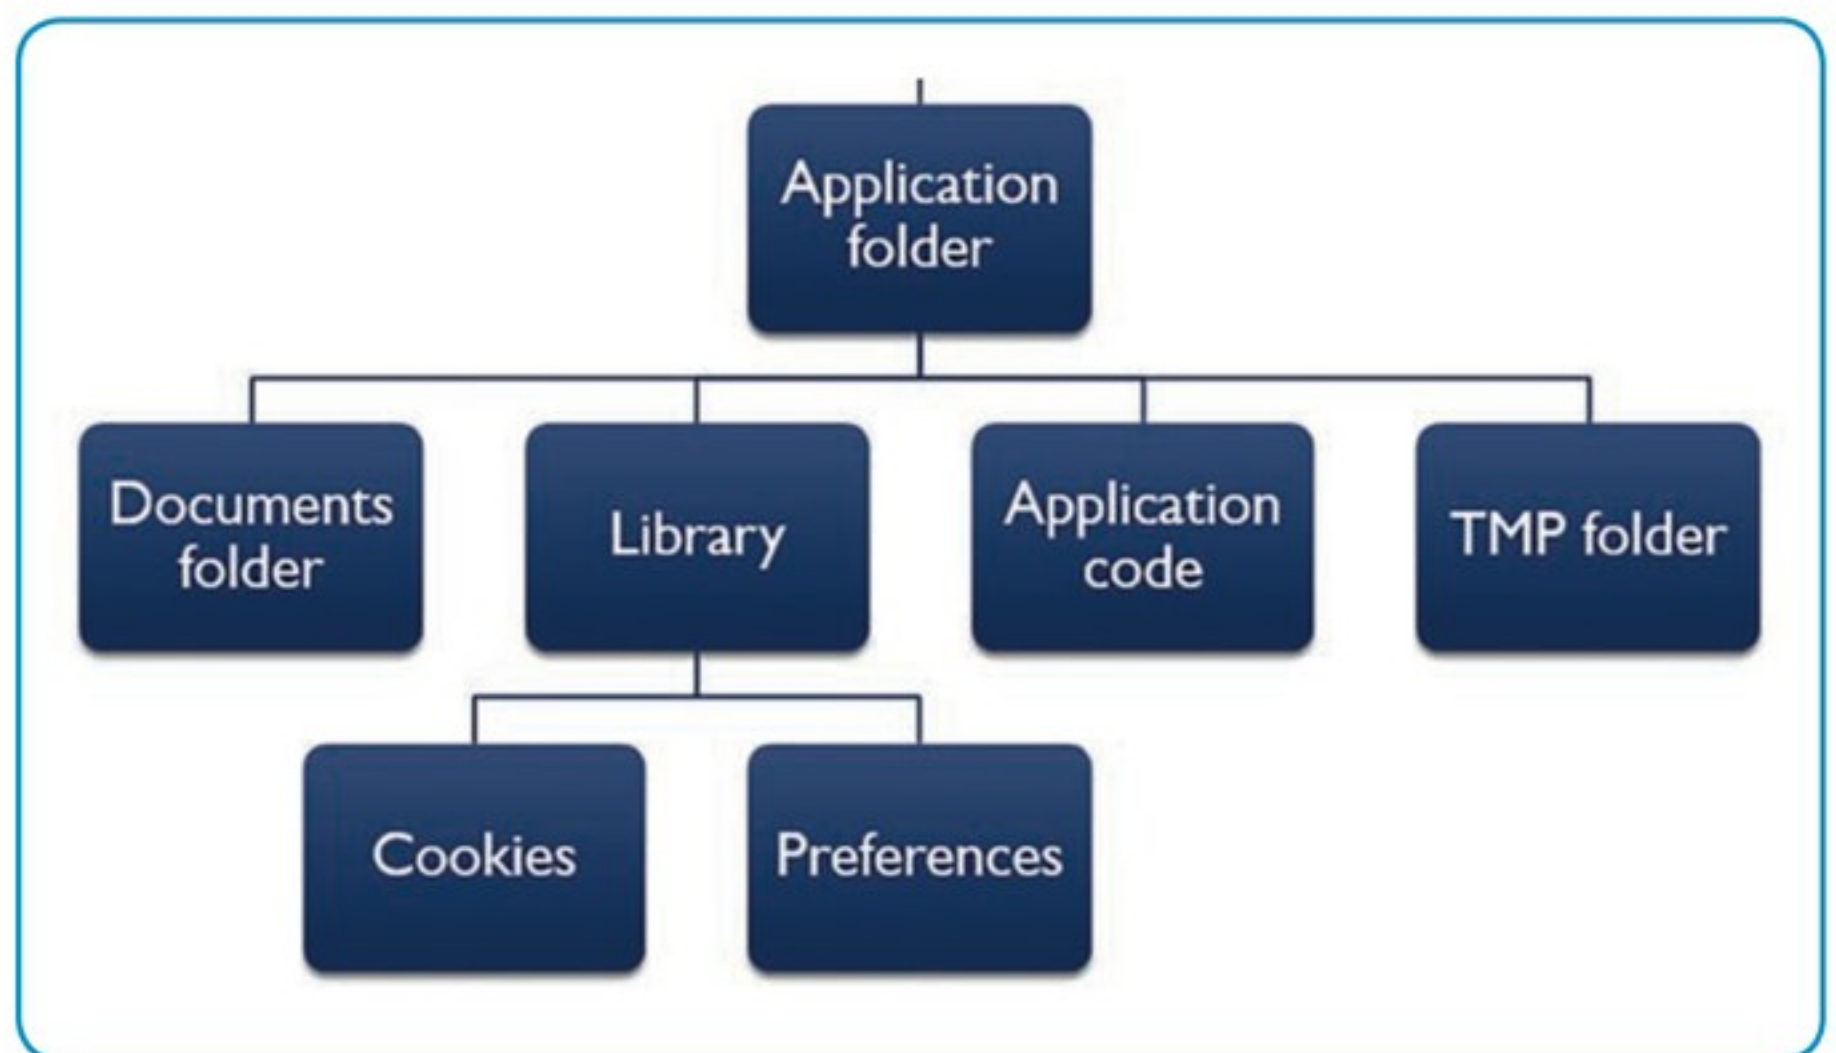 Application
folder
Documents
folder
Library
Application
code
TMP folder
Cookies
Preferences